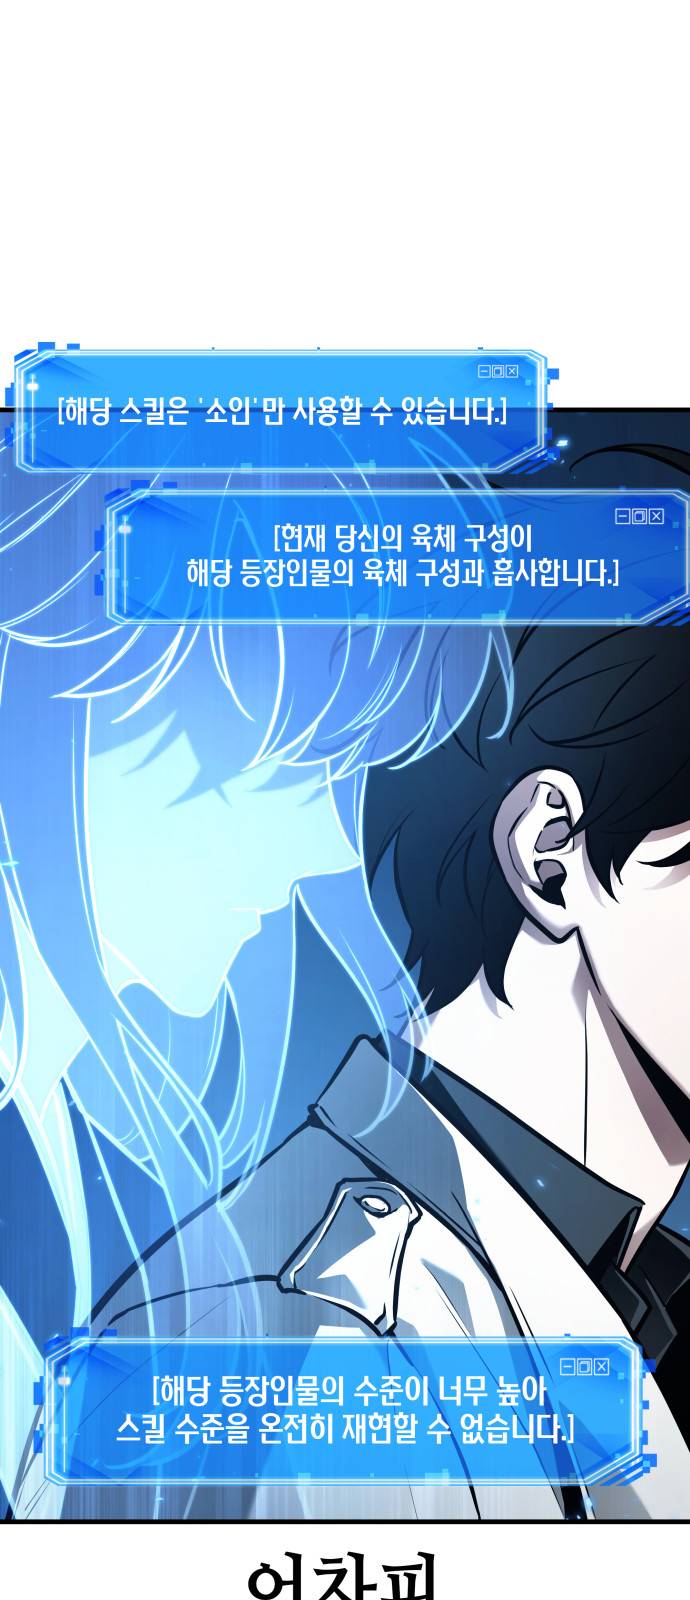 [해당 스킬은 '소인'만 사용할 수 있습니다.]
[현재 당신의 육체 구성이
해당 등장인물의 육체 구성과 흡사합니다.]
[해당 등장인물의 수준이 너무 높아
스킬 수준을 온전히 재현할 수 없습니다.]
어차피